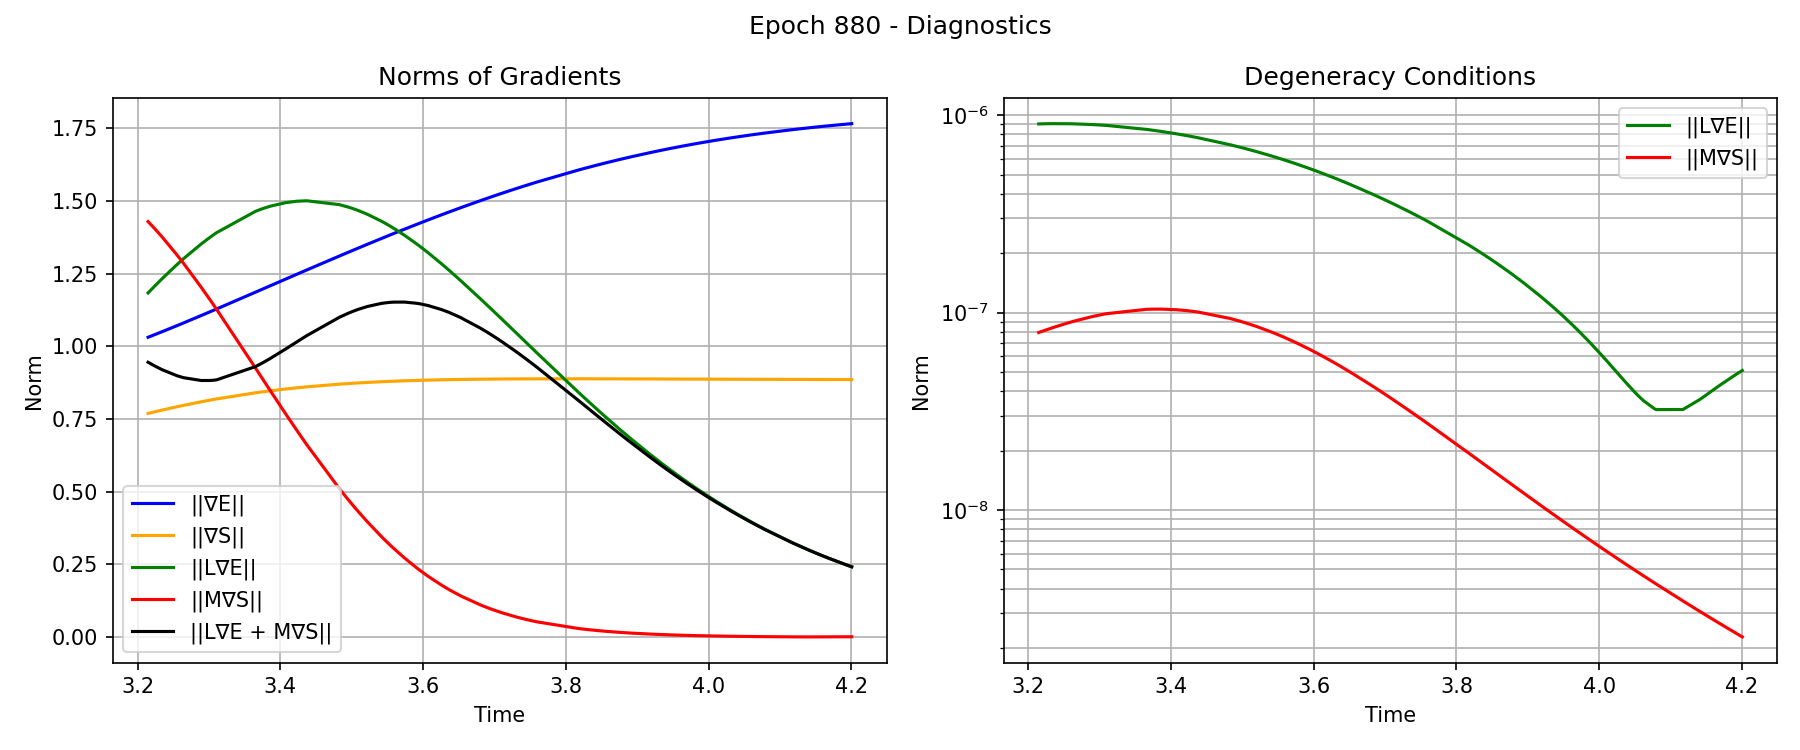 Epoch 880 - Diagnostics
Norms of Gradients
Norm
1.75
1.50
1.25
1.00
0.75
0.50
0.25
0.00
||∇E||
||∇S||
||L∇E||
||M∇S||
||L∇E + M∇S||
3.2 3.4 3.6 3.8 4.0 4.2
Time
Degeneracy Conditions
Norm
10⁻⁶
10⁻⁷
10⁻⁸
||L∇E||
||M∇S||
3.2 3.4 3.6 3.8 4.0 4.2
Time